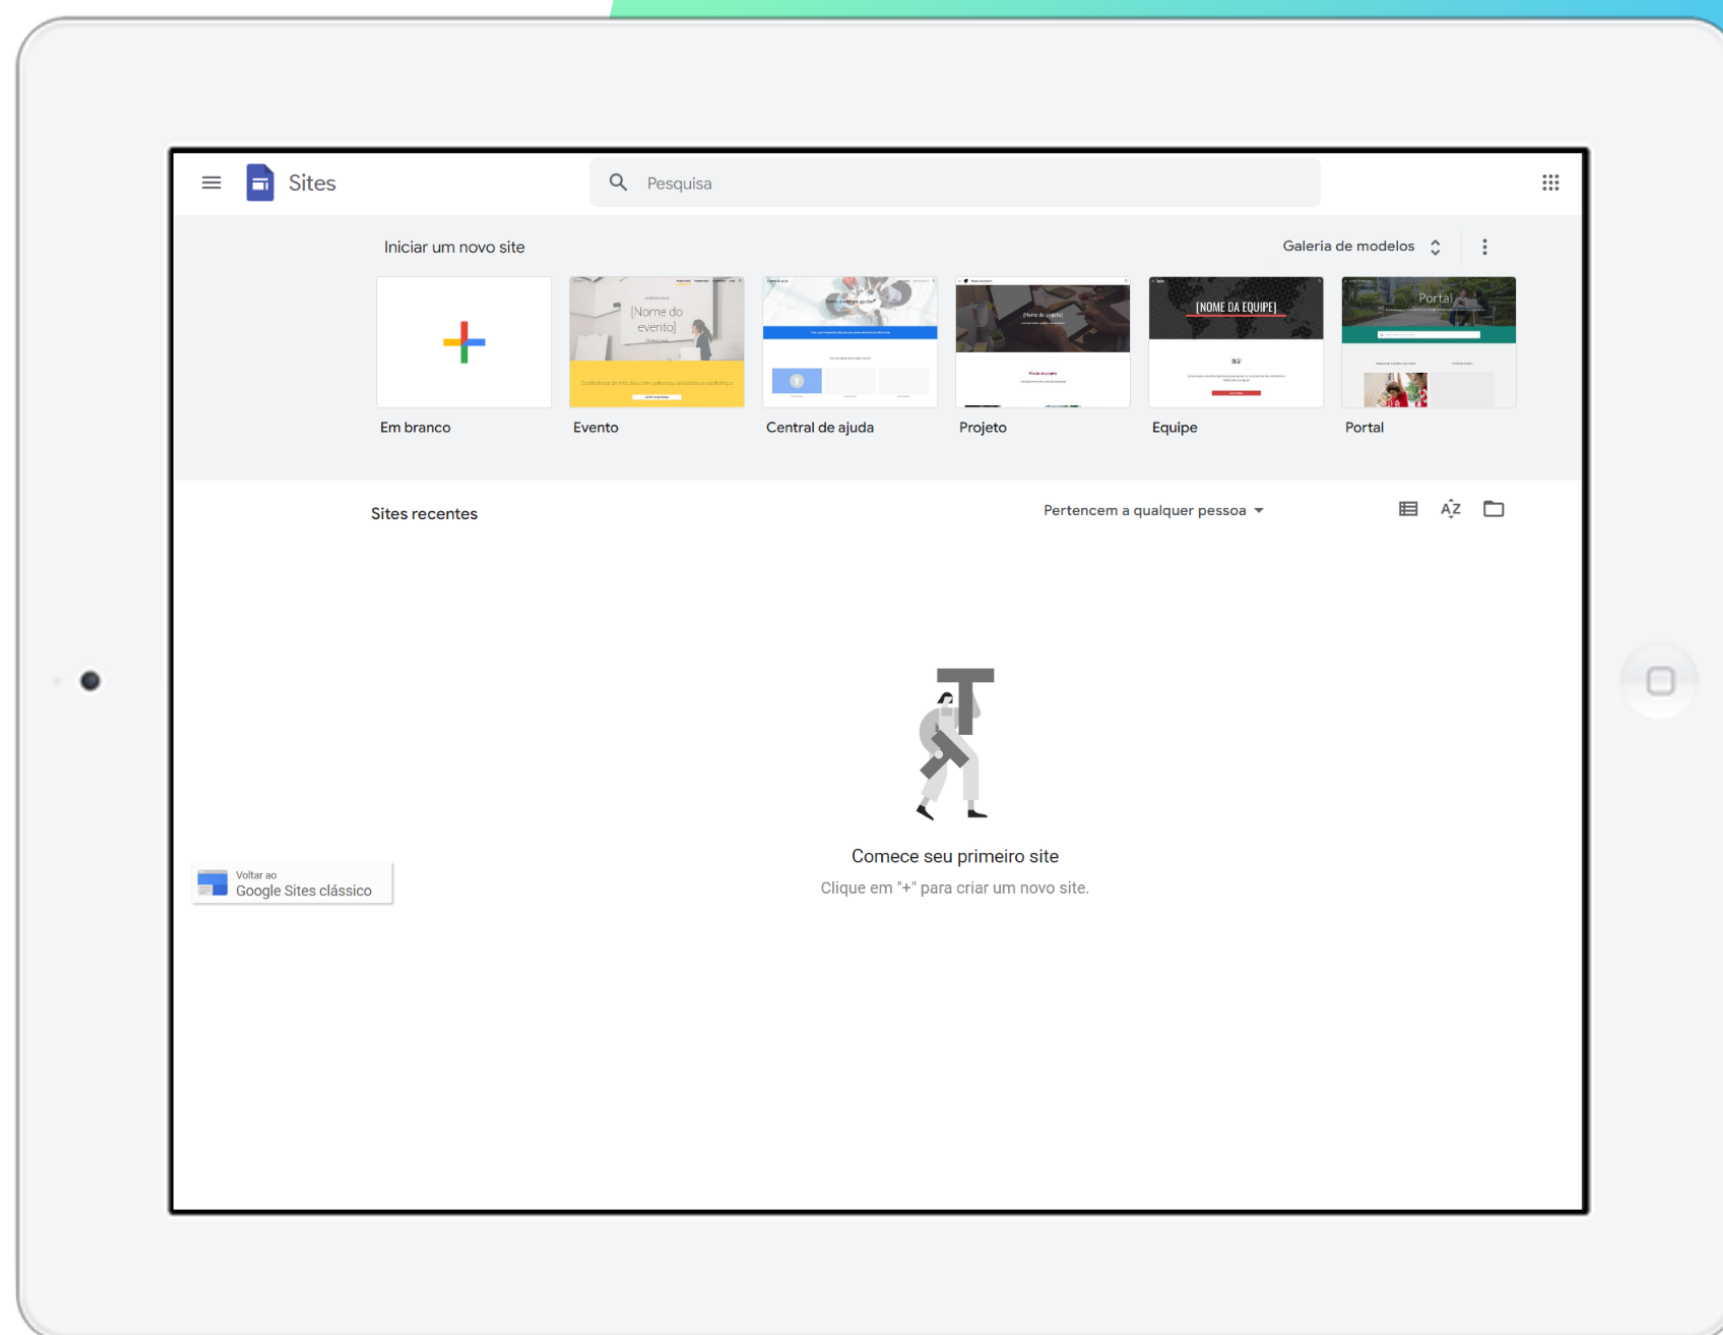 Sites
Pesquisa
Iniciar um novo site
Galeria de modelos
[Nome do
evento]
[NOME DA EQUIPE]
Portal
Em branco
Evento
Central de ajuda
Projeto
Equipe
Portal
Sites recentes
Pertencem a qualquer pessoa
AZ
T
Comece seu primeiro site
Clique em "+" para criar um novo site.
Voltar ao
Google Sites clássico